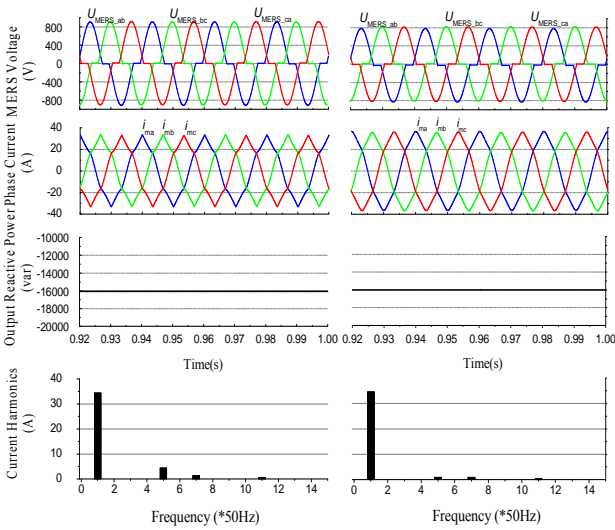 U_MERS_ab U_MERS_bc U_MERS_ca
U_MERS_ab U_MERS_bc U_MERS_ca
MERS Voltage
(V)
800
400
0
-400
-800
i_ma i_mb i_mc
i_ma i_mb i_mc
Phase Current
(A)
40
20
0
-20
-40
Output Reactive Power
(var)
-10000
-12000
-14000
-16000
-18000
-20000
0.92 0.93 0.94 0.95 0.96 0.97 0.98 0.99 1.00
0.92 0.93 0.94 0.95 0.96 0.97 0.98 0.99 1.00
Time(s)
Time(s)
Current Harmonics
(A)
40
30
20
10
0
0 2 4 6 8 10 12 14
0 2 4 6 8 10 12 14
Frequency (*50Hz)
Frequency (*50Hz)